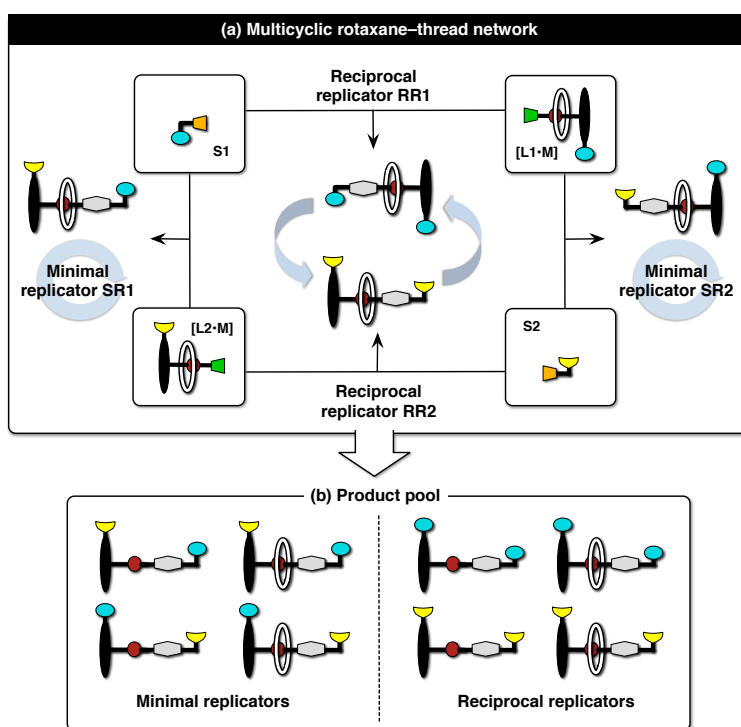 (a) Multicyclic rotaxane–thread network
Reciprocal
replicator RR1
S1
[L1•M]
Minimal
replicator SR1
Minimal
replicator SR2
[L2•M]
S2
Reciprocal
replicator RR2
(b) Product pool
Minimal replicators
Reciprocal replicators